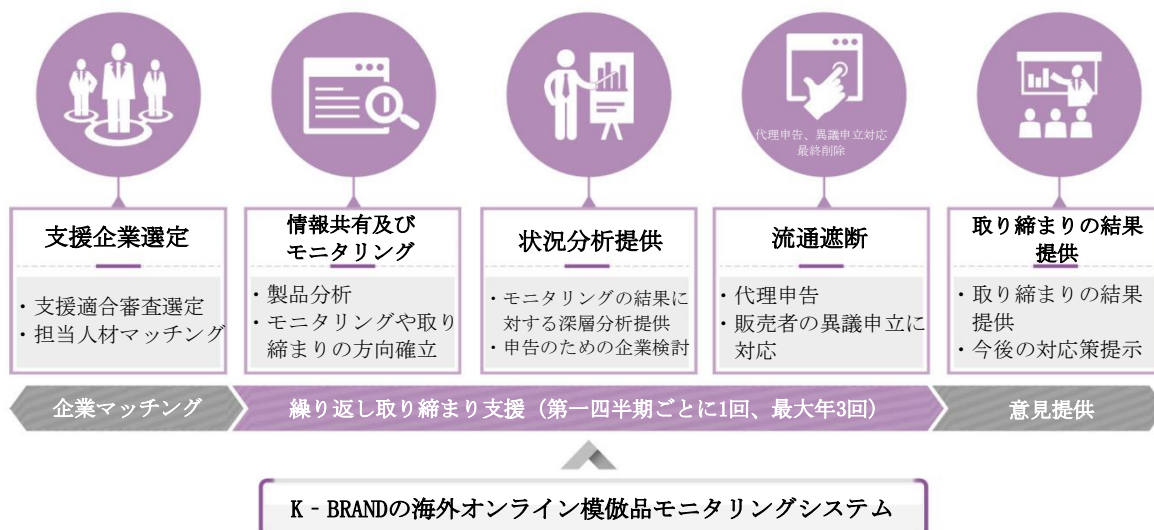 代理申告、異議申立対応
最終削除
支援企業選定
・支援適合審査選定
・担当人材マッチング
情報共有及び
モニタリング
・製品分析
・モニタリングや取り
締まりの方向確立
状況分析提供
・モニタリングの結果に
対する深層分析提供
・申告のための企業検討
流通遮断
・代理申告
・販売者の異議申立に
対応
取り締まりの結果
提供
・取り締まりの結果
提供
・今後の対応策提示
企業マッチング
繰り返し取り締まり支援（第一四半期ごとに1回、最大年3回）
意見提供
K‐BRANDの海外オンライン模倣品モニタリングシステム